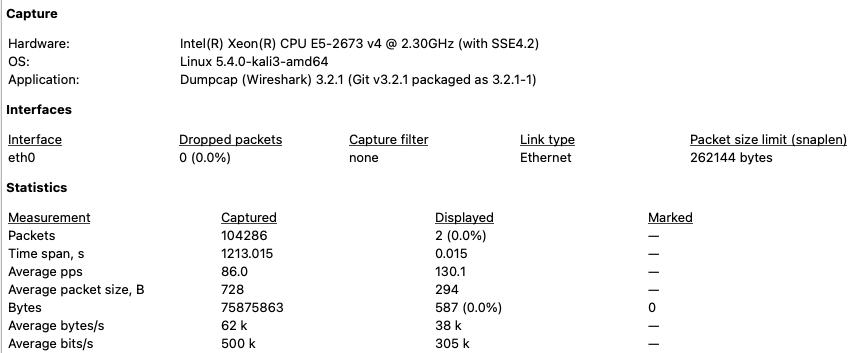 Capture
Hardware: Intel(R) Xeon(R) CPU E5-2673 v4 @ 2.30GHz (with SSE4.2)
OS: Linux 5.4.0-kali3-amd64
Application: Dumpcap (Wireshark) 3.2.1 (Git v3.2.1 packaged as 3.2.1-1)
Interfaces
Interface Dropped packets Capture filter Link type Packet size limit (snaplen)
eth0 0 (0.0%) none Ethernet 262144 bytes
Statistics
Measurement Captured Displayed Marked
Packets 104286 2 (0.0%) —
Time span, s 1213.015 0.015 —
Average pps 86.0 130.1 —
Average packet size, B 728 294 —
Bytes 75875863 587 (0.0%) 0
Average bytes/s 62 k 38 k —
Average bits/s 500 k 305 k —